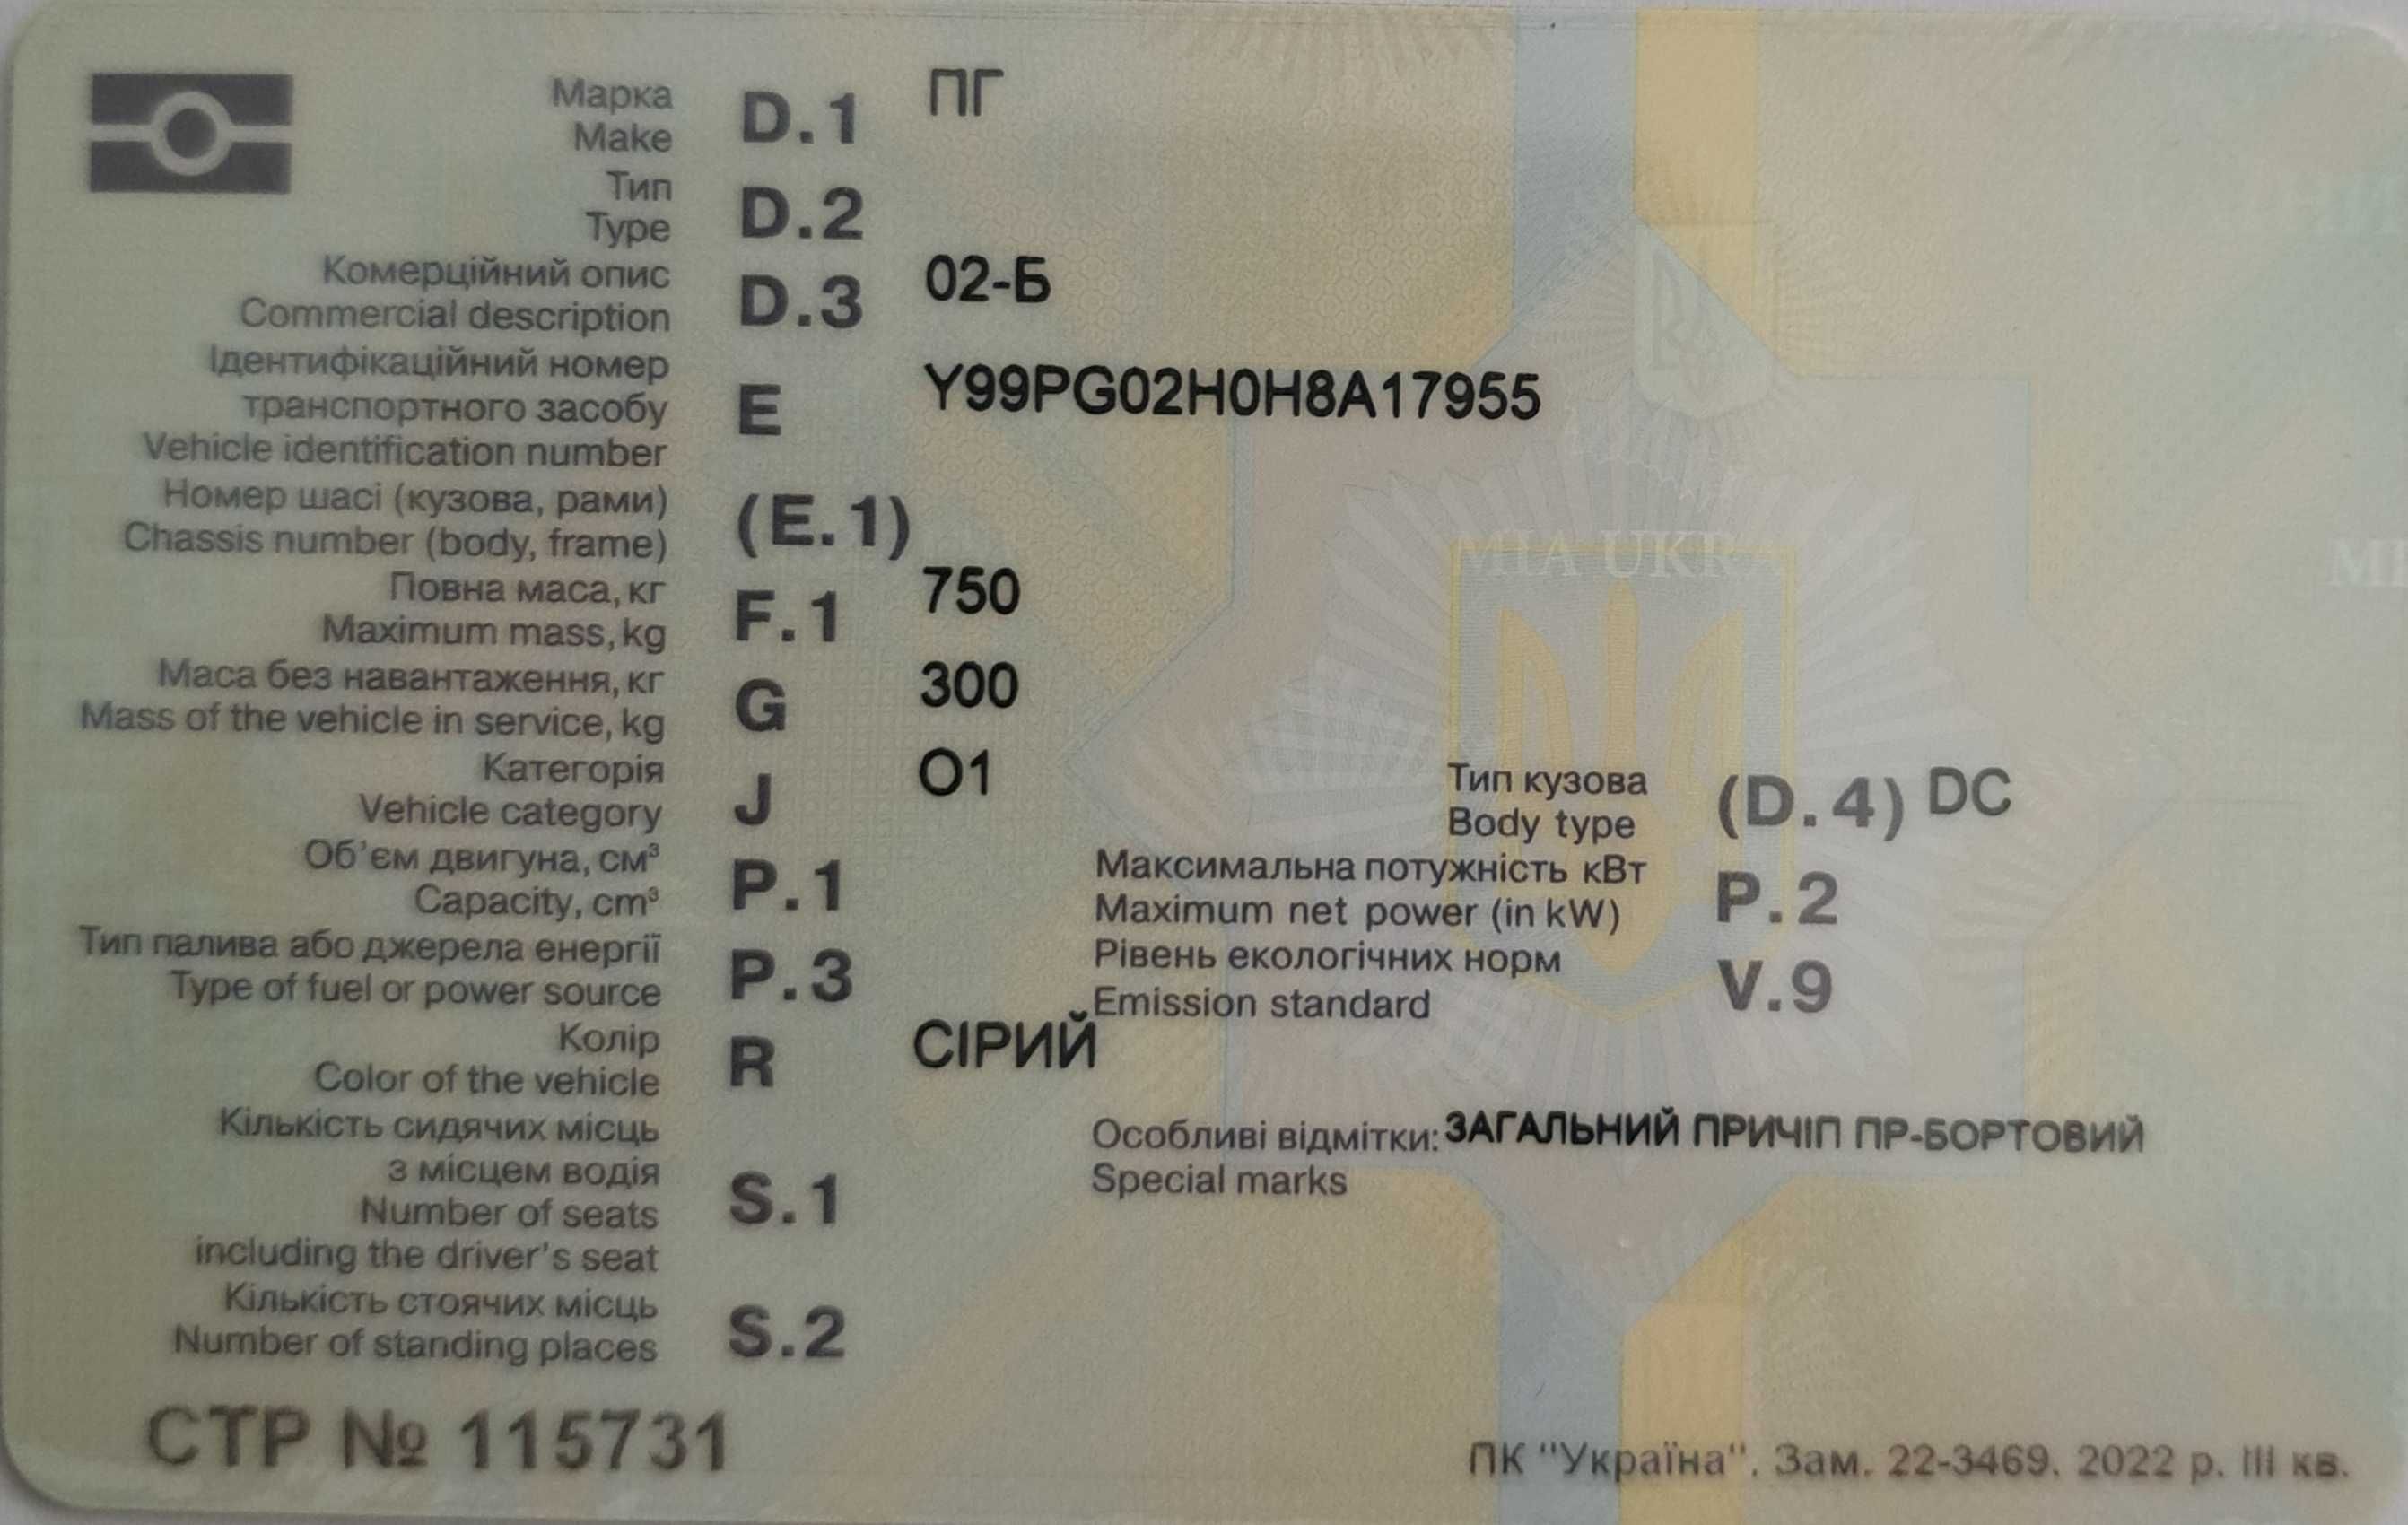 Марка
Make D.1 ПГ
Тип
Type D.2
Комерційний опис
Commercial description D.3 02-Б
Ідентифікаційний номер
транспортного засобу
Vehicle identification number E Y99PG02H0H8A17955
Номер шасі (кузова, рами)
Chassis number (body, frame) (E.1)
Повна маса, кг
Maximum mass, kg F.1 750
Маса без навантаження, кг
Mass of the vehicle in service, kg G 300
Категорія
Vehicle category J О1
Об'єм двигуна, см³
Capacity, cm³ P.1
Тип палива або джерела енергії
Type of fuel or power source P.3
Колір
Color of the vehicle R СІРИЙ
Кількість сидячих місць
з місцем водія
Number of seats
including the driver's seat S.1
Кількість стоячих місць
Number of standing places S.2
СТР № 115731
MIA UKR
Тип кузова
Body type (D.4) DC
Максимальна потужність кВт
Maximum net power (in kW) P.2
Рівень екологічних норм
Emission standard V.9
Особливі відмітки: ЗАГАЛЬНИЙ ПРИЧІП ПР-БОРТОВИЙ
Special marks
ПК "Україна". Зам. 22-3469. 2022 р. III кв.